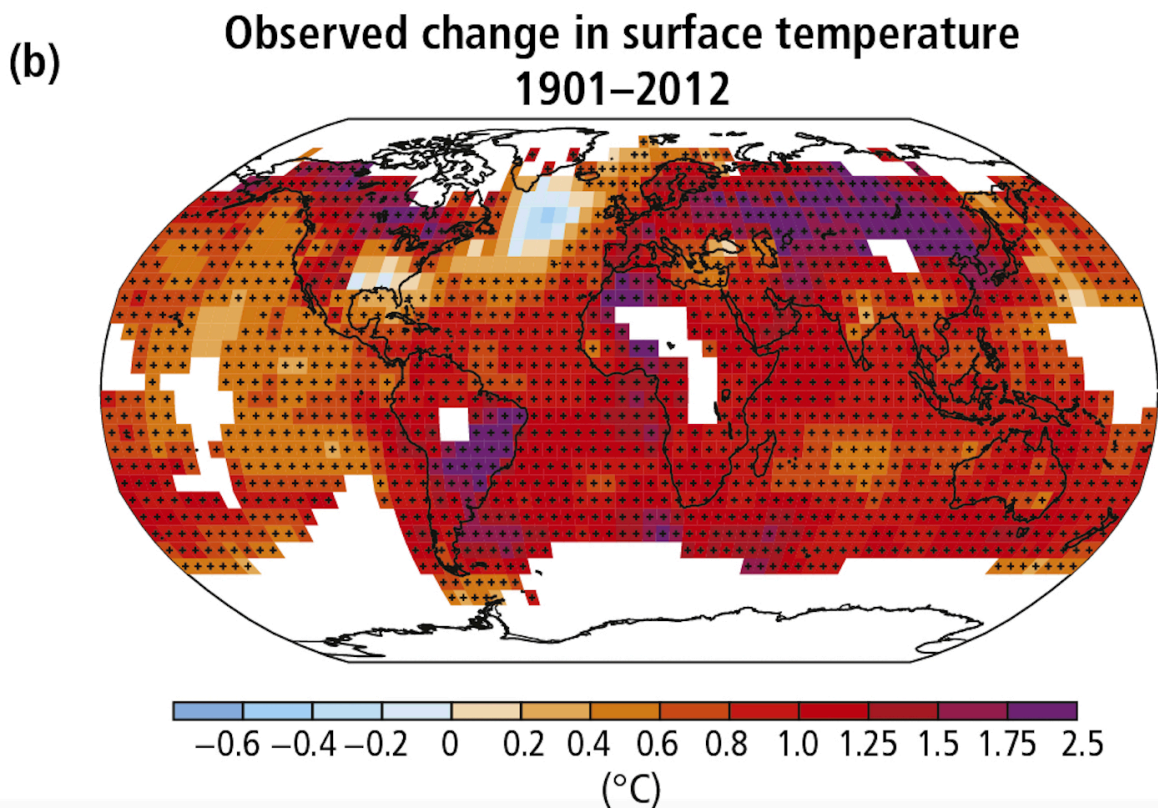 (b)
Observed change in surface temperature
1901–2012
−0.6 −0.4 −0.2 0 0.2 0.4 0.6 0.8 1.0 1.25 1.5 1.75 2.5
(°C)